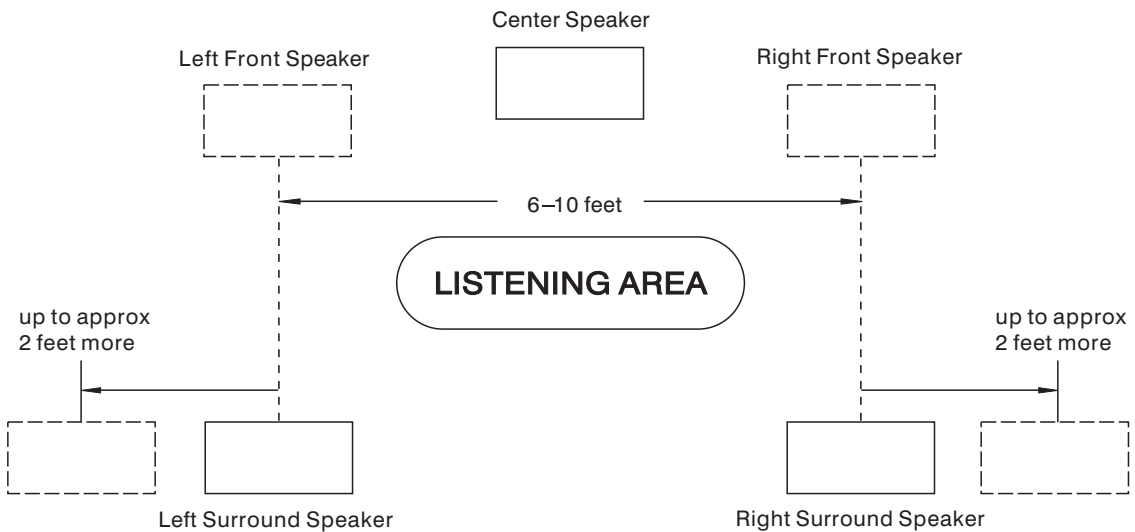 Center Speaker
Left Front Speaker
Right Front Speaker
6–10 feet
LISTENING AREA
up to approx
2 feet more
up to approx
2 feet more
Left Surround Speaker
Right Surround Speaker